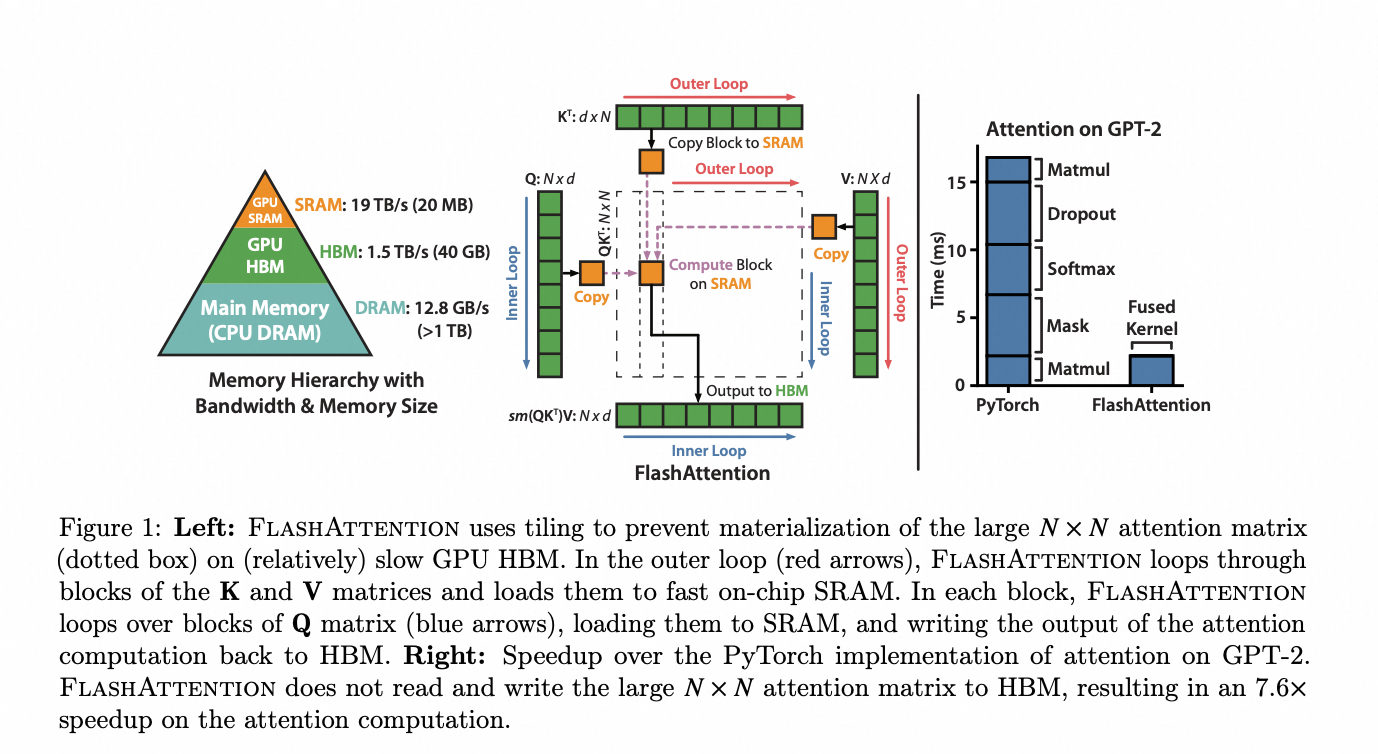 GPU
SRAM
SRAM: 19 TB/s (20 MB)
GPU
HBM
HBM: 1.5 TB/s (40 GB)
Main Memory
(CPU DRAM)
DRAM: 12.8 GB/s
(>1 TB)
Memory Hierarchy with
Bandwidth & Memory Size
Outer Loop
Kᵀ: d x N
Copy Block to SRAM
Outer Loop
Q: N x d
V: N X d
QKᵀ: N x N
Copy
Compute Block
on SRAM
Copy
Inner Loop
Inner Loop
Outer Loop
Output to HBM
sm(QKᵀ)V: N x d
Inner Loop
FlashAttention
Attention on GPT-2
Time (ms)
15
10
5
0
Matmul
Dropout
Softmax
Mask
Matmul
Fused
Kernel
PyTorch
FlashAttention
Figure 1: Left: FLASHATTENTION uses tiling to prevent materialization of the large N × N attention matrix
(dotted box) on (relatively) slow GPU HBM. In the outer loop (red arrows), FLASHATTENTION loops through
blocks of the K and V matrices and loads them to fast on-chip SRAM. In each block, FLASHATTENTION
loops over blocks of Q matrix (blue arrows), loading them to SRAM, and writing the output of the attention
computation back to HBM. Right: Speedup over the PyTorch implementation of attention on GPT-2.
FLASHATTENTION does not read and write the large N × N attention matrix to HBM, resulting in an 7.6×
speedup on the attention computation.